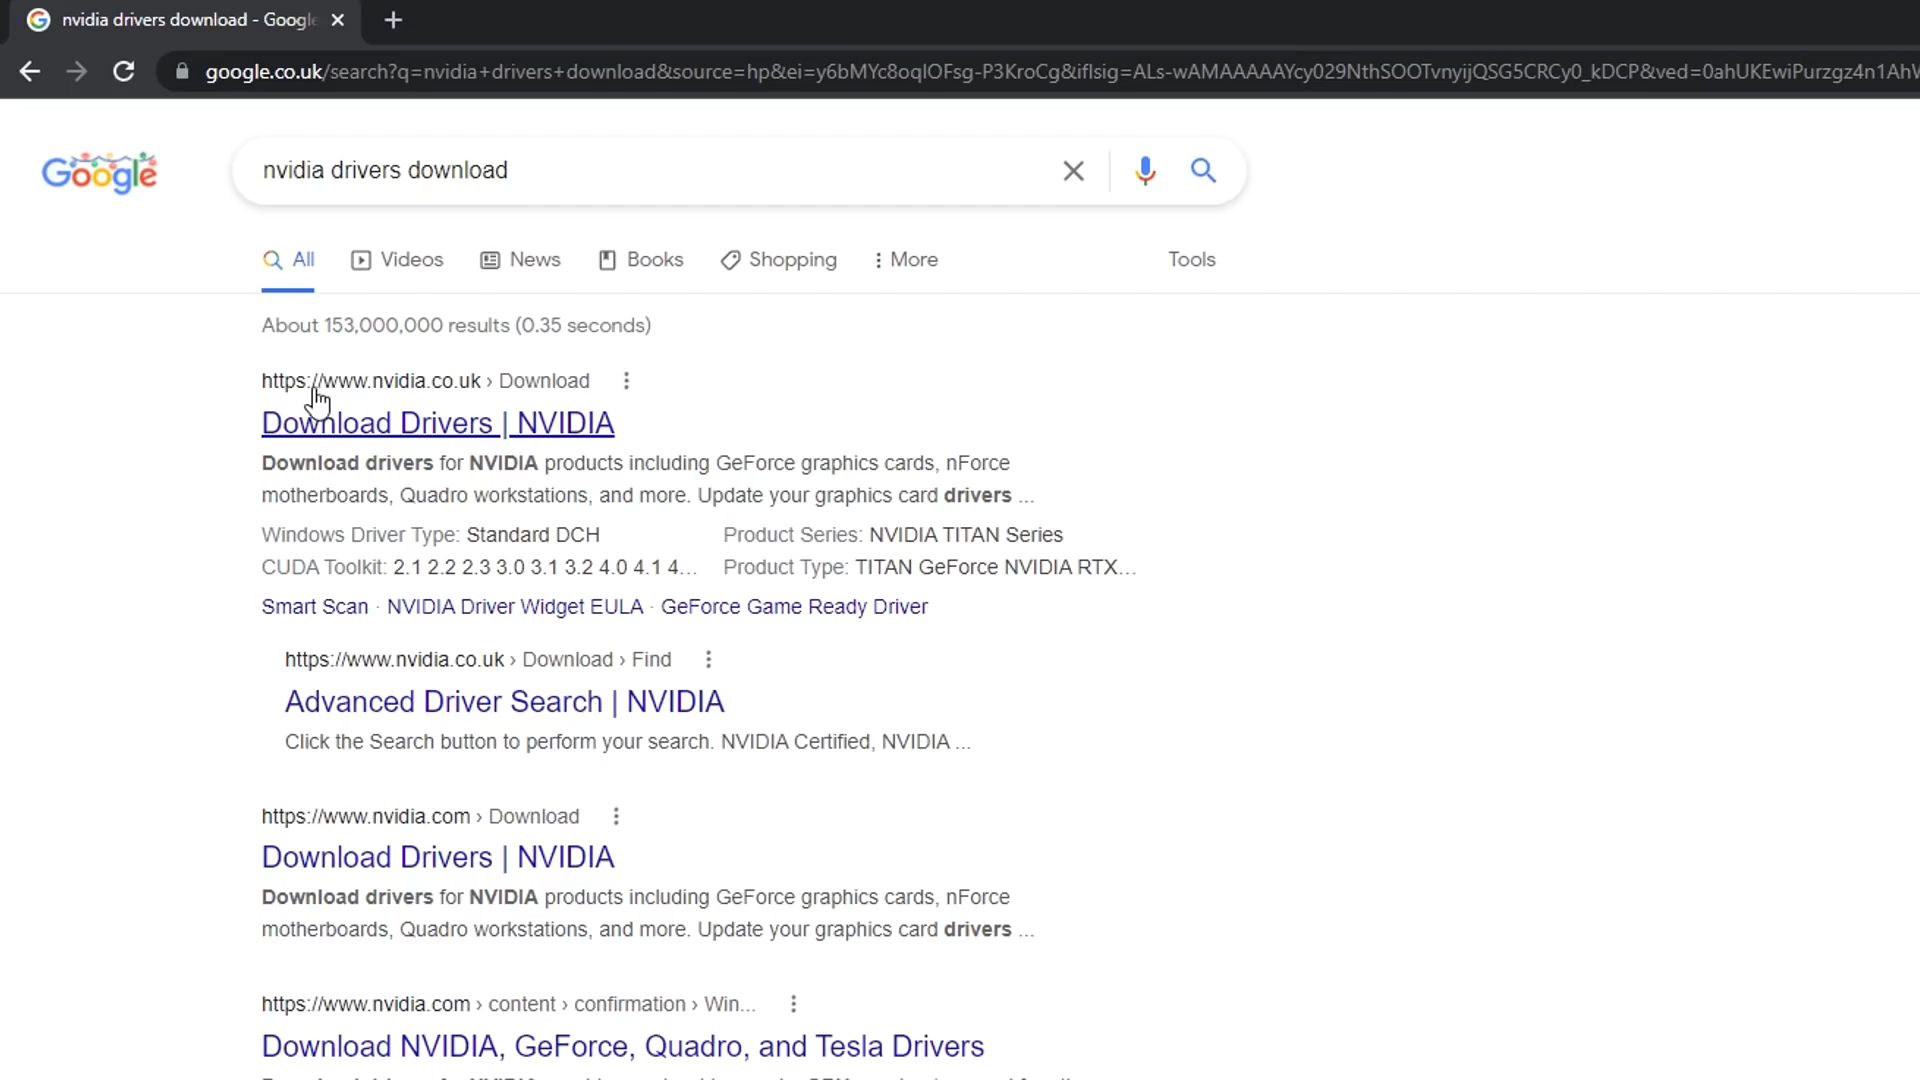 nvidia drivers download - Google
google.co.uk/search?q=nvidia+drivers+download&source=hp&ei=y6bMYc8oqlOFsg-P3KroCg&iflsig=ALs-wAMAAAAAYcy029NthSOOTvnyijQSG5CRCy0_kDCP&ved=0ahUKEwiPurzgz4n1AhW
Google
nvidia drivers download
All Videos News Books Shopping More Tools
About 153,000,000 results (0.35 seconds)
https://www.nvidia.co.uk › Download
Download Drivers | NVIDIA
Download drivers for NVIDIA products including GeForce graphics cards, nForce
motherboards, Quadro workstations, and more. Update your graphics card drivers ...
Windows Driver Type: Standard DCH Product Series: NVIDIA TITAN Series
CUDA Toolkit: 2.1 2.2 2.3 3.0 3.1 3.2 4.0 4.1 4... Product Type: TITAN GeForce NVIDIA RTX...
Smart Scan · NVIDIA Driver Widget EULA · GeForce Game Ready Driver
https://www.nvidia.co.uk › Download › Find
Advanced Driver Search | NVIDIA
Click the Search button to perform your search. NVIDIA Certified, NVIDIA ...
https://www.nvidia.com › Download
Download Drivers | NVIDIA
Download drivers for NVIDIA products including GeForce graphics cards, nForce
motherboards, Quadro workstations, and more. Update your graphics card drivers ...
https://www.nvidia.com › content › confirmation › Win...
Download NVIDIA, GeForce, Quadro, and Tesla Drivers